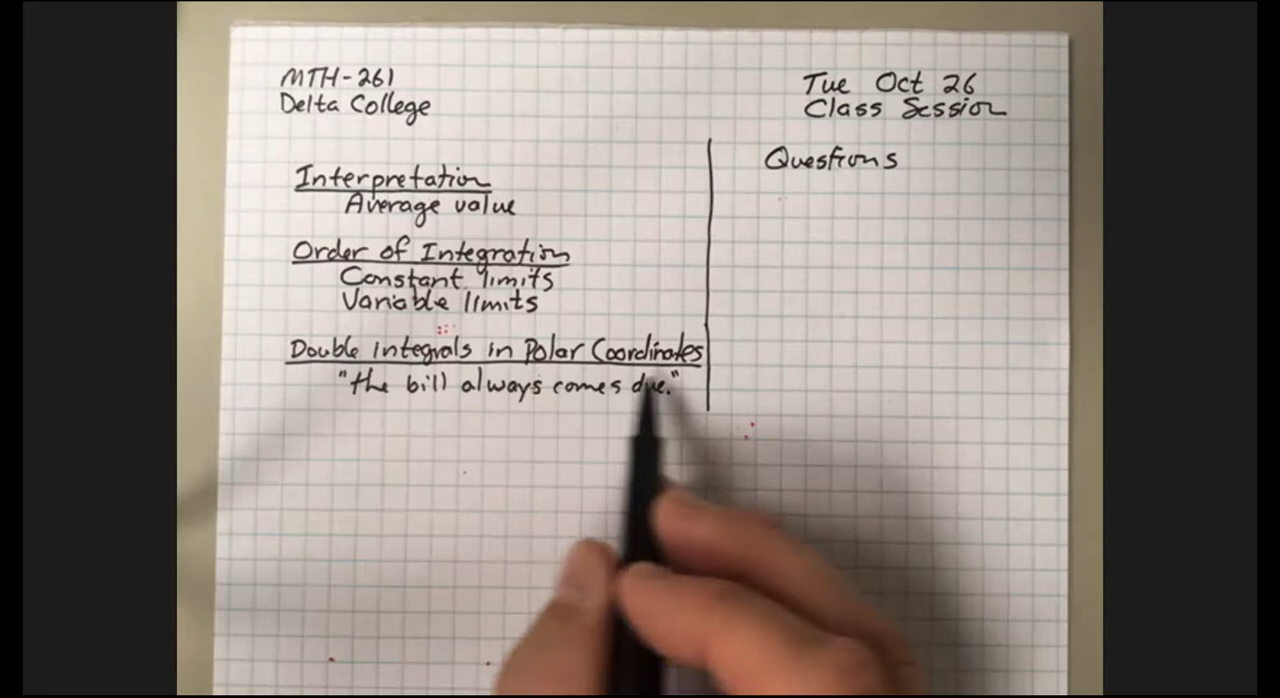 MTH-261
Delta College
Tue Oct 26
Class Session
Interpretation
Average value
Order of Integration
Constant limits
Variable limits
Double Integrals in Polar Coordinates
"the bill always comes due."
Questions